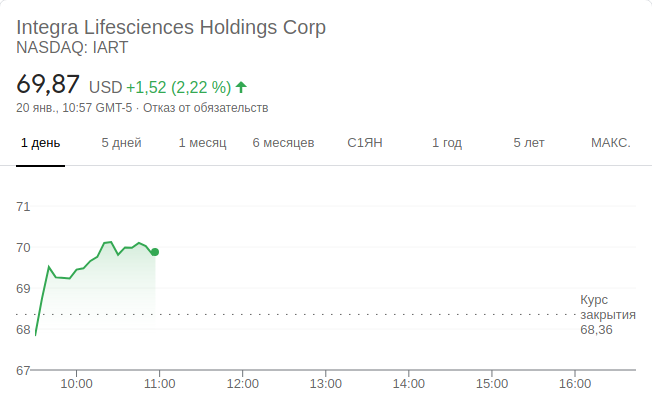 Integra Lifesciences Holdings Corp
NASDAQ: IART
69,87 USD +1,52 (2,22 %)
20 янв., 10:57 GMT-5 · Отказ от обязательств
1 день 5 дней 1 месяц 6 месяцев С1ЯН 1 год 5 лет МАКС.
71
70
69
Курс
закрытия
68 68,36
67
10:00 11:00 12:00 13:00 14:00 15:00 16:00